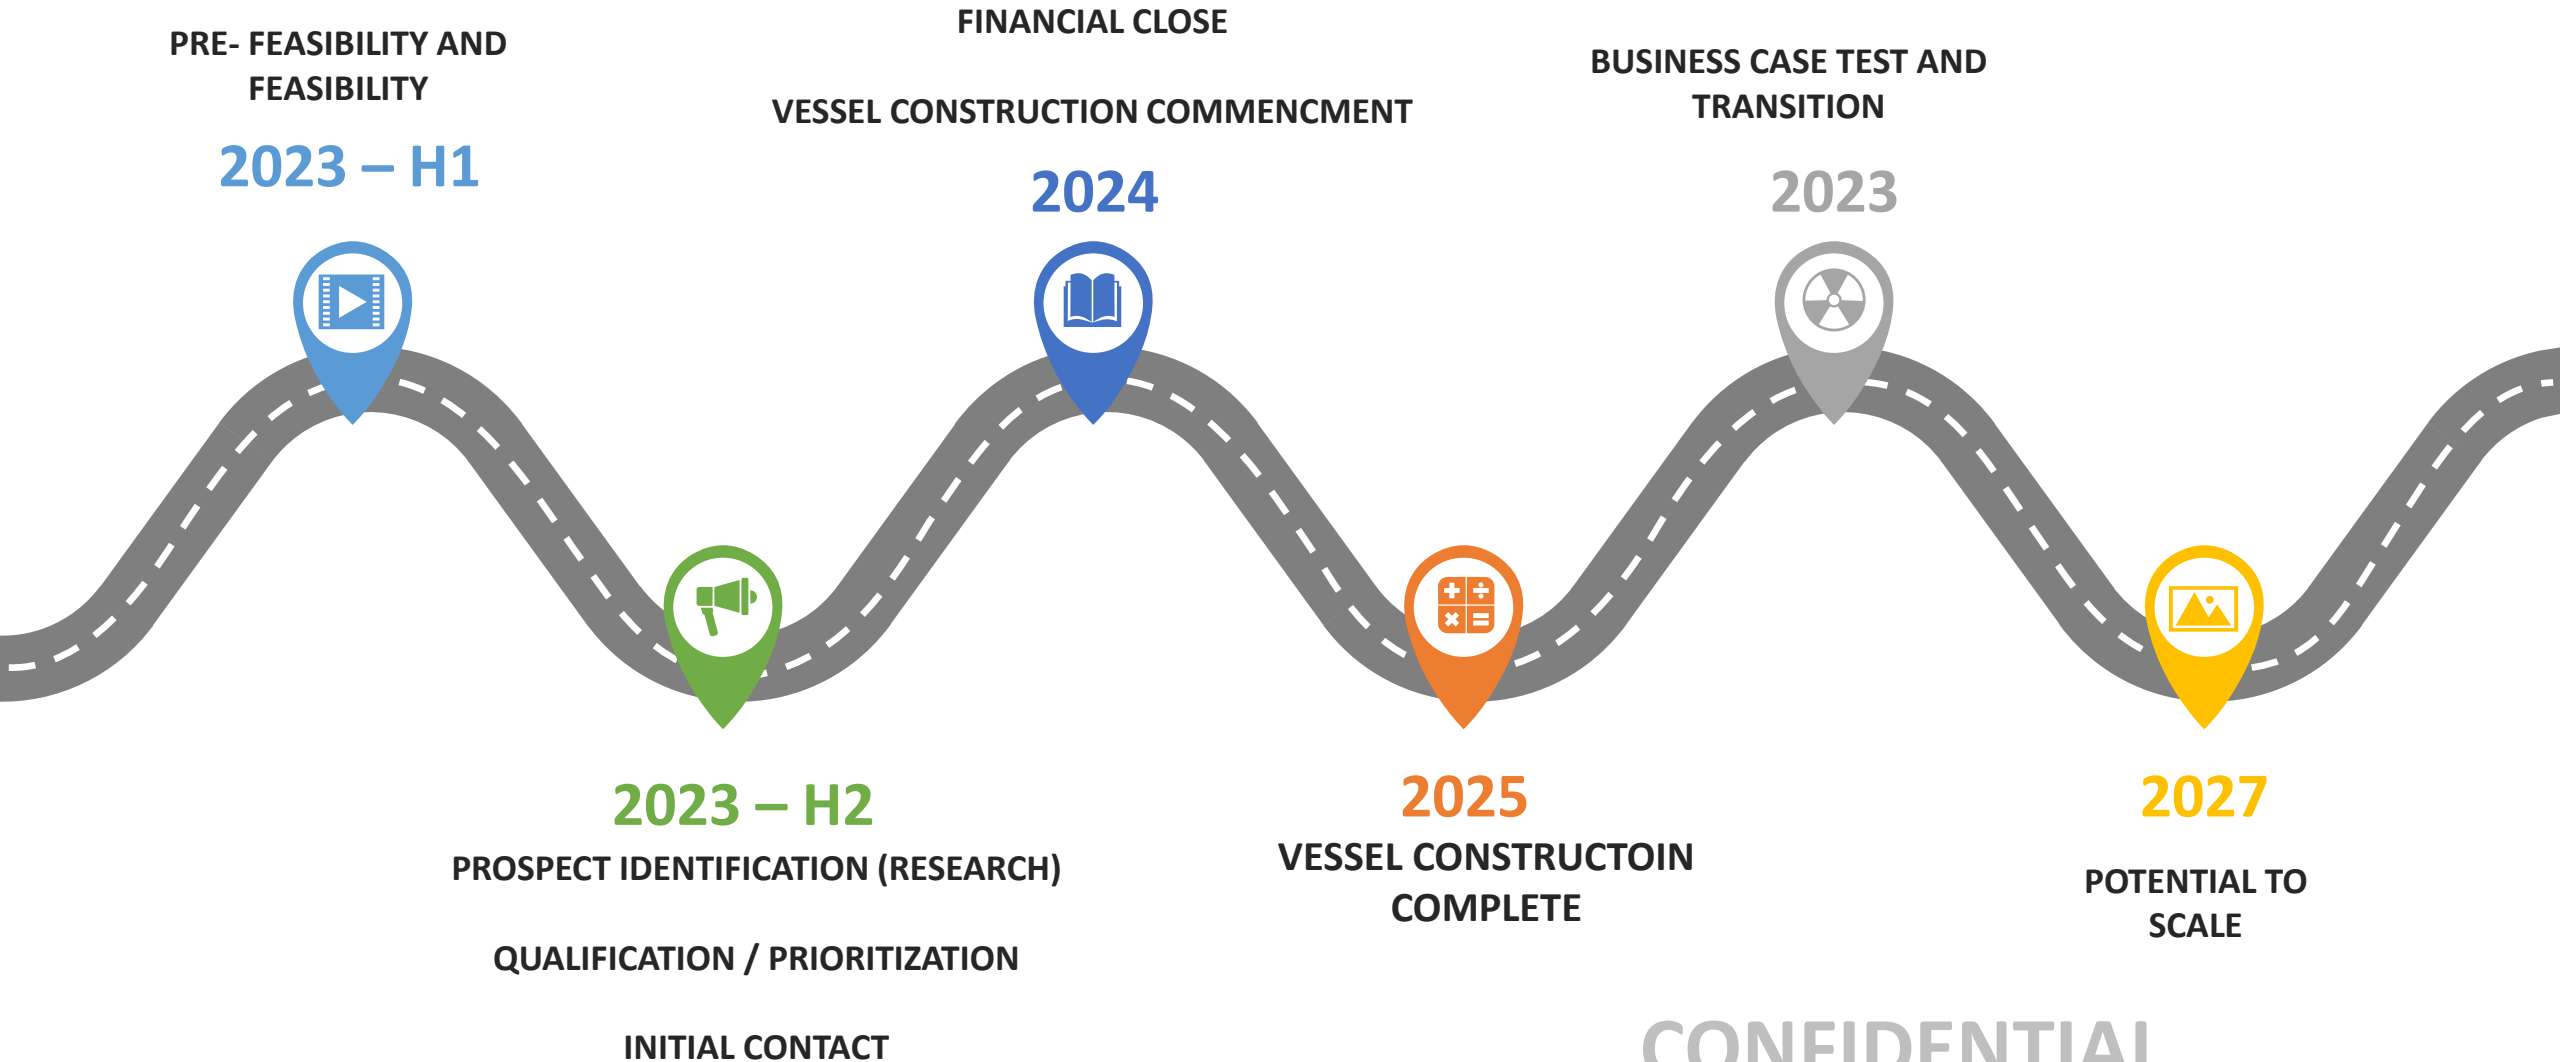 PRE- FEASIBILITY AND
FEASIBILITY
2023 – H1
PROSPECT IDENTIFICATION (RESEARCH)
QUALIFICATION / PRIORITIZATION
INITIAL CONTACT
2023 – H2
FINANCIAL CLOSE
VESSEL CONSTRUCTION COMMENCMENT
2024
2025
VESSEL CONSTRUCTOIN
COMPLETE
BUSINESS CASE TEST AND
TRANSITION
2023
2027
POTENTIAL TO
SCALE
CONFIDENTIAL